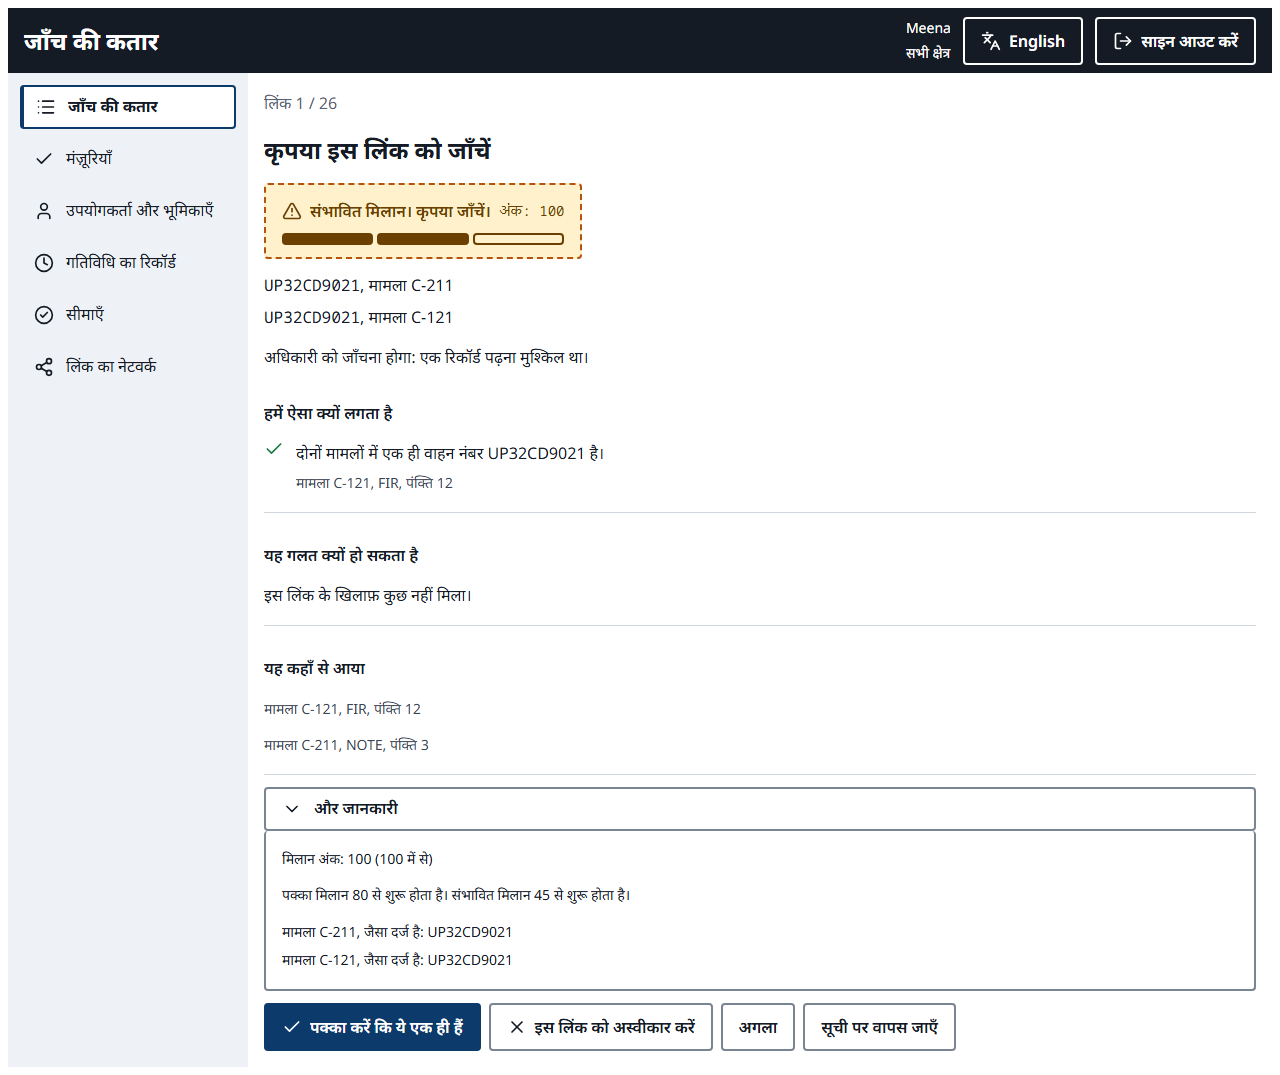 जाँच की कतार
Meena
सभी क्षेत्र
English
साइन आउट करें
जाँच की कतार
मंज़ूरियाँ
उपयोगकर्ता और भूमिकाएँ
गतिविधि का रिकॉर्ड
सीमाएँ
लिंक का नेटवर्क
लिंक 1 / 26
कृपया इस लिंक को जाँचें
संभावित मिलान। कृपया जाँचें। अंक: 100
UP32CD9021, मामला C-211
UP32CD9021, मामला C-121
अधिकारी को जाँचना होगा: एक रिकॉर्ड पढ़ना मुश्किल था।
हमें ऐसा क्यों लगता है
दोनों मामलों में एक ही वाहन नंबर UP32CD9021 है।
मामला C-121, FIR, पंक्ति 12
यह गलत क्यों हो सकता है
इस लिंक के खिलाफ़ कुछ नहीं मिला।
यह कहाँ से आया
मामला C-121, FIR, पंक्ति 12
मामला C-211, NOTE, पंक्ति 3
और जानकारी
मिलान अंक: 100 (100 में से)
पक्का मिलान 80 से शुरू होता है। संभावित मिलान 45 से शुरू होता है।
मामला C-211, जैसा दर्ज है: UP32CD9021
मामला C-121, जैसा दर्ज है: UP32CD9021
पक्का करें कि ये एक ही हैं
इस लिंक को अस्वीकार करें
अगला
सूची पर वापस जाएँ